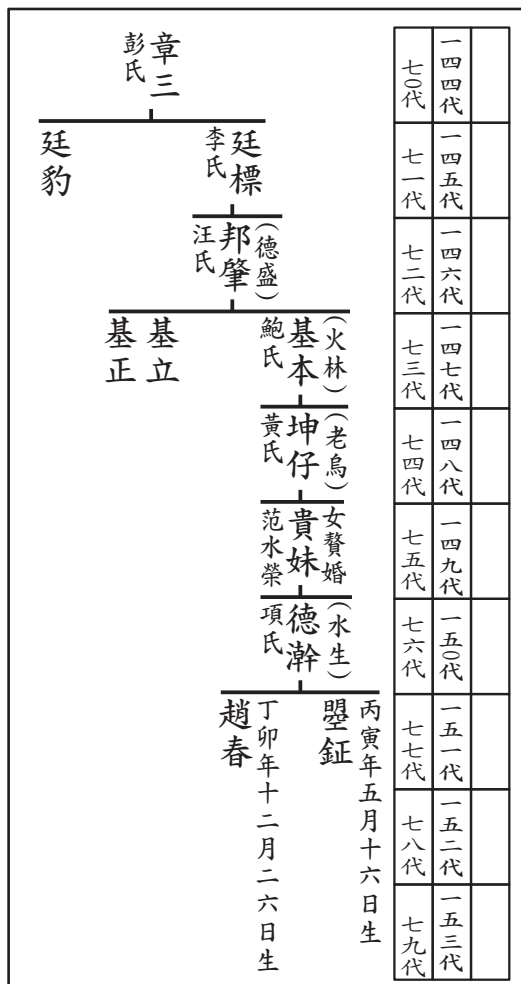 一四四代
七〇代
章三
彭氏
一四五代
七一代
廷標
李氏
廷豹
一四六代
七二代
(德盛)
邦肇
汪氏
一四七代
七三代
(火林)
基本
鮑氏
基立
基正
一四八代
七四代
(老烏)
坤仔
黃氏
一四九代
七五代
女贅婚
貴妹
范水榮
一五〇代
七六代
(水生)
德澣
項氏
一五一代
七七代
曌鉦
丙寅年五月十六日生
趙春
丁卯年十二月二六日生
一五二代
七八代
一五三代
七九代